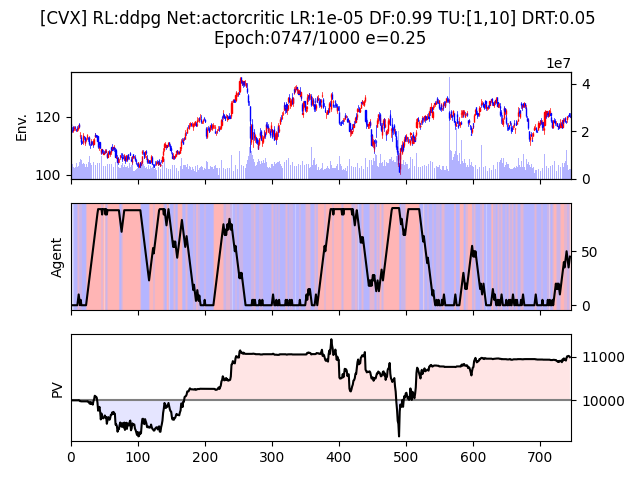 [CVX] RL:ddpg Net:actorcritic LR:1e-05 DF:0.99 TU:[1,10] DRT:0.05
Epoch:0747/1000 e=0.25
1e7
Env.
120
100
4
2
0
Agent
50
0
PV
11000
10000
0 100 200 300 400 500 600 700